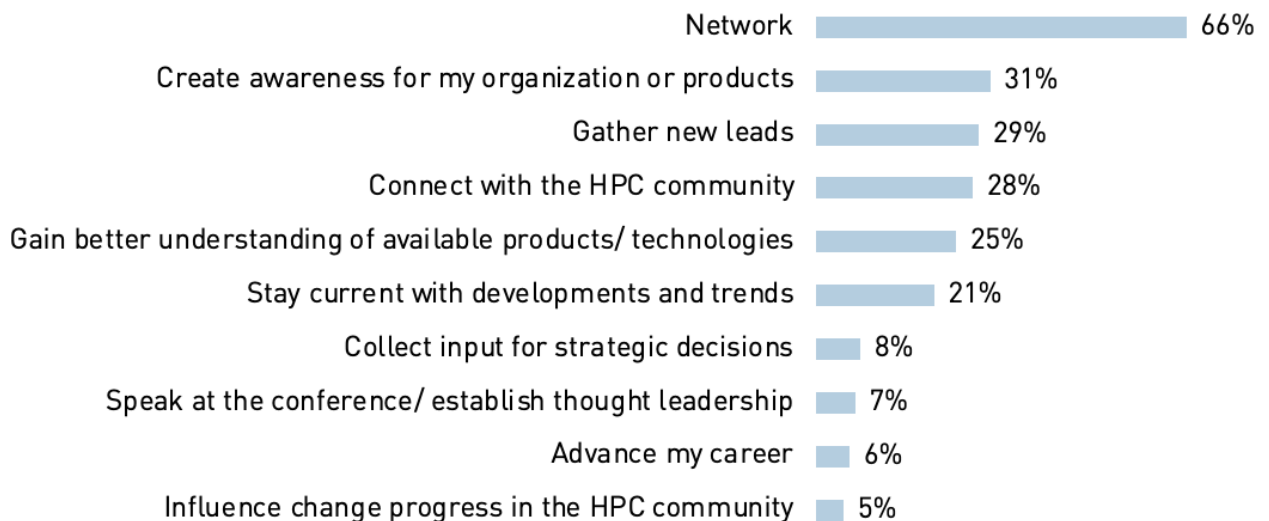 Network 66%
Create awareness for my organization or products 31%
Gather new leads 29%
Connect with the HPC community 28%
Gain better understanding of available products/ technologies 25%
Stay current with developments and trends 21%
Collect input for strategic decisions 8%
Speak at the conference/ establish thought leadership 7%
Advance my career 6%
Influence change progress in the HPC community 5%